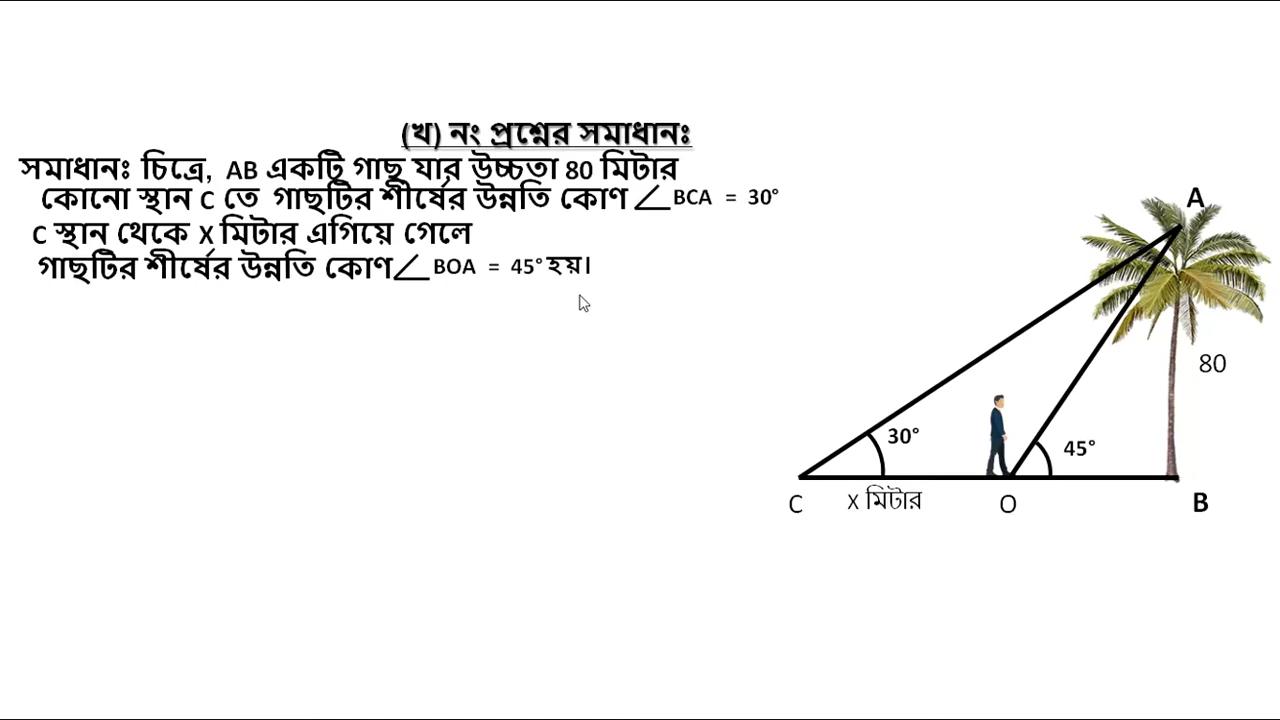 (খ) নং প্রশ্নের সমাধানঃ
সমাধানঃ চিত্রে, AB একটি গাছ যার উচ্চতা 80 মিটার
কোনো স্থান C তে গাছটির শীর্ষের উন্নতি কোণ ∠BCA = 30°
C স্থান থেকে X মিটার এগিয়ে গেলে
গাছটির শীর্ষের উন্নতি কোণ∠BOA = 45° হয়।
A
80
30°
45°
C
X মিটার
O
B